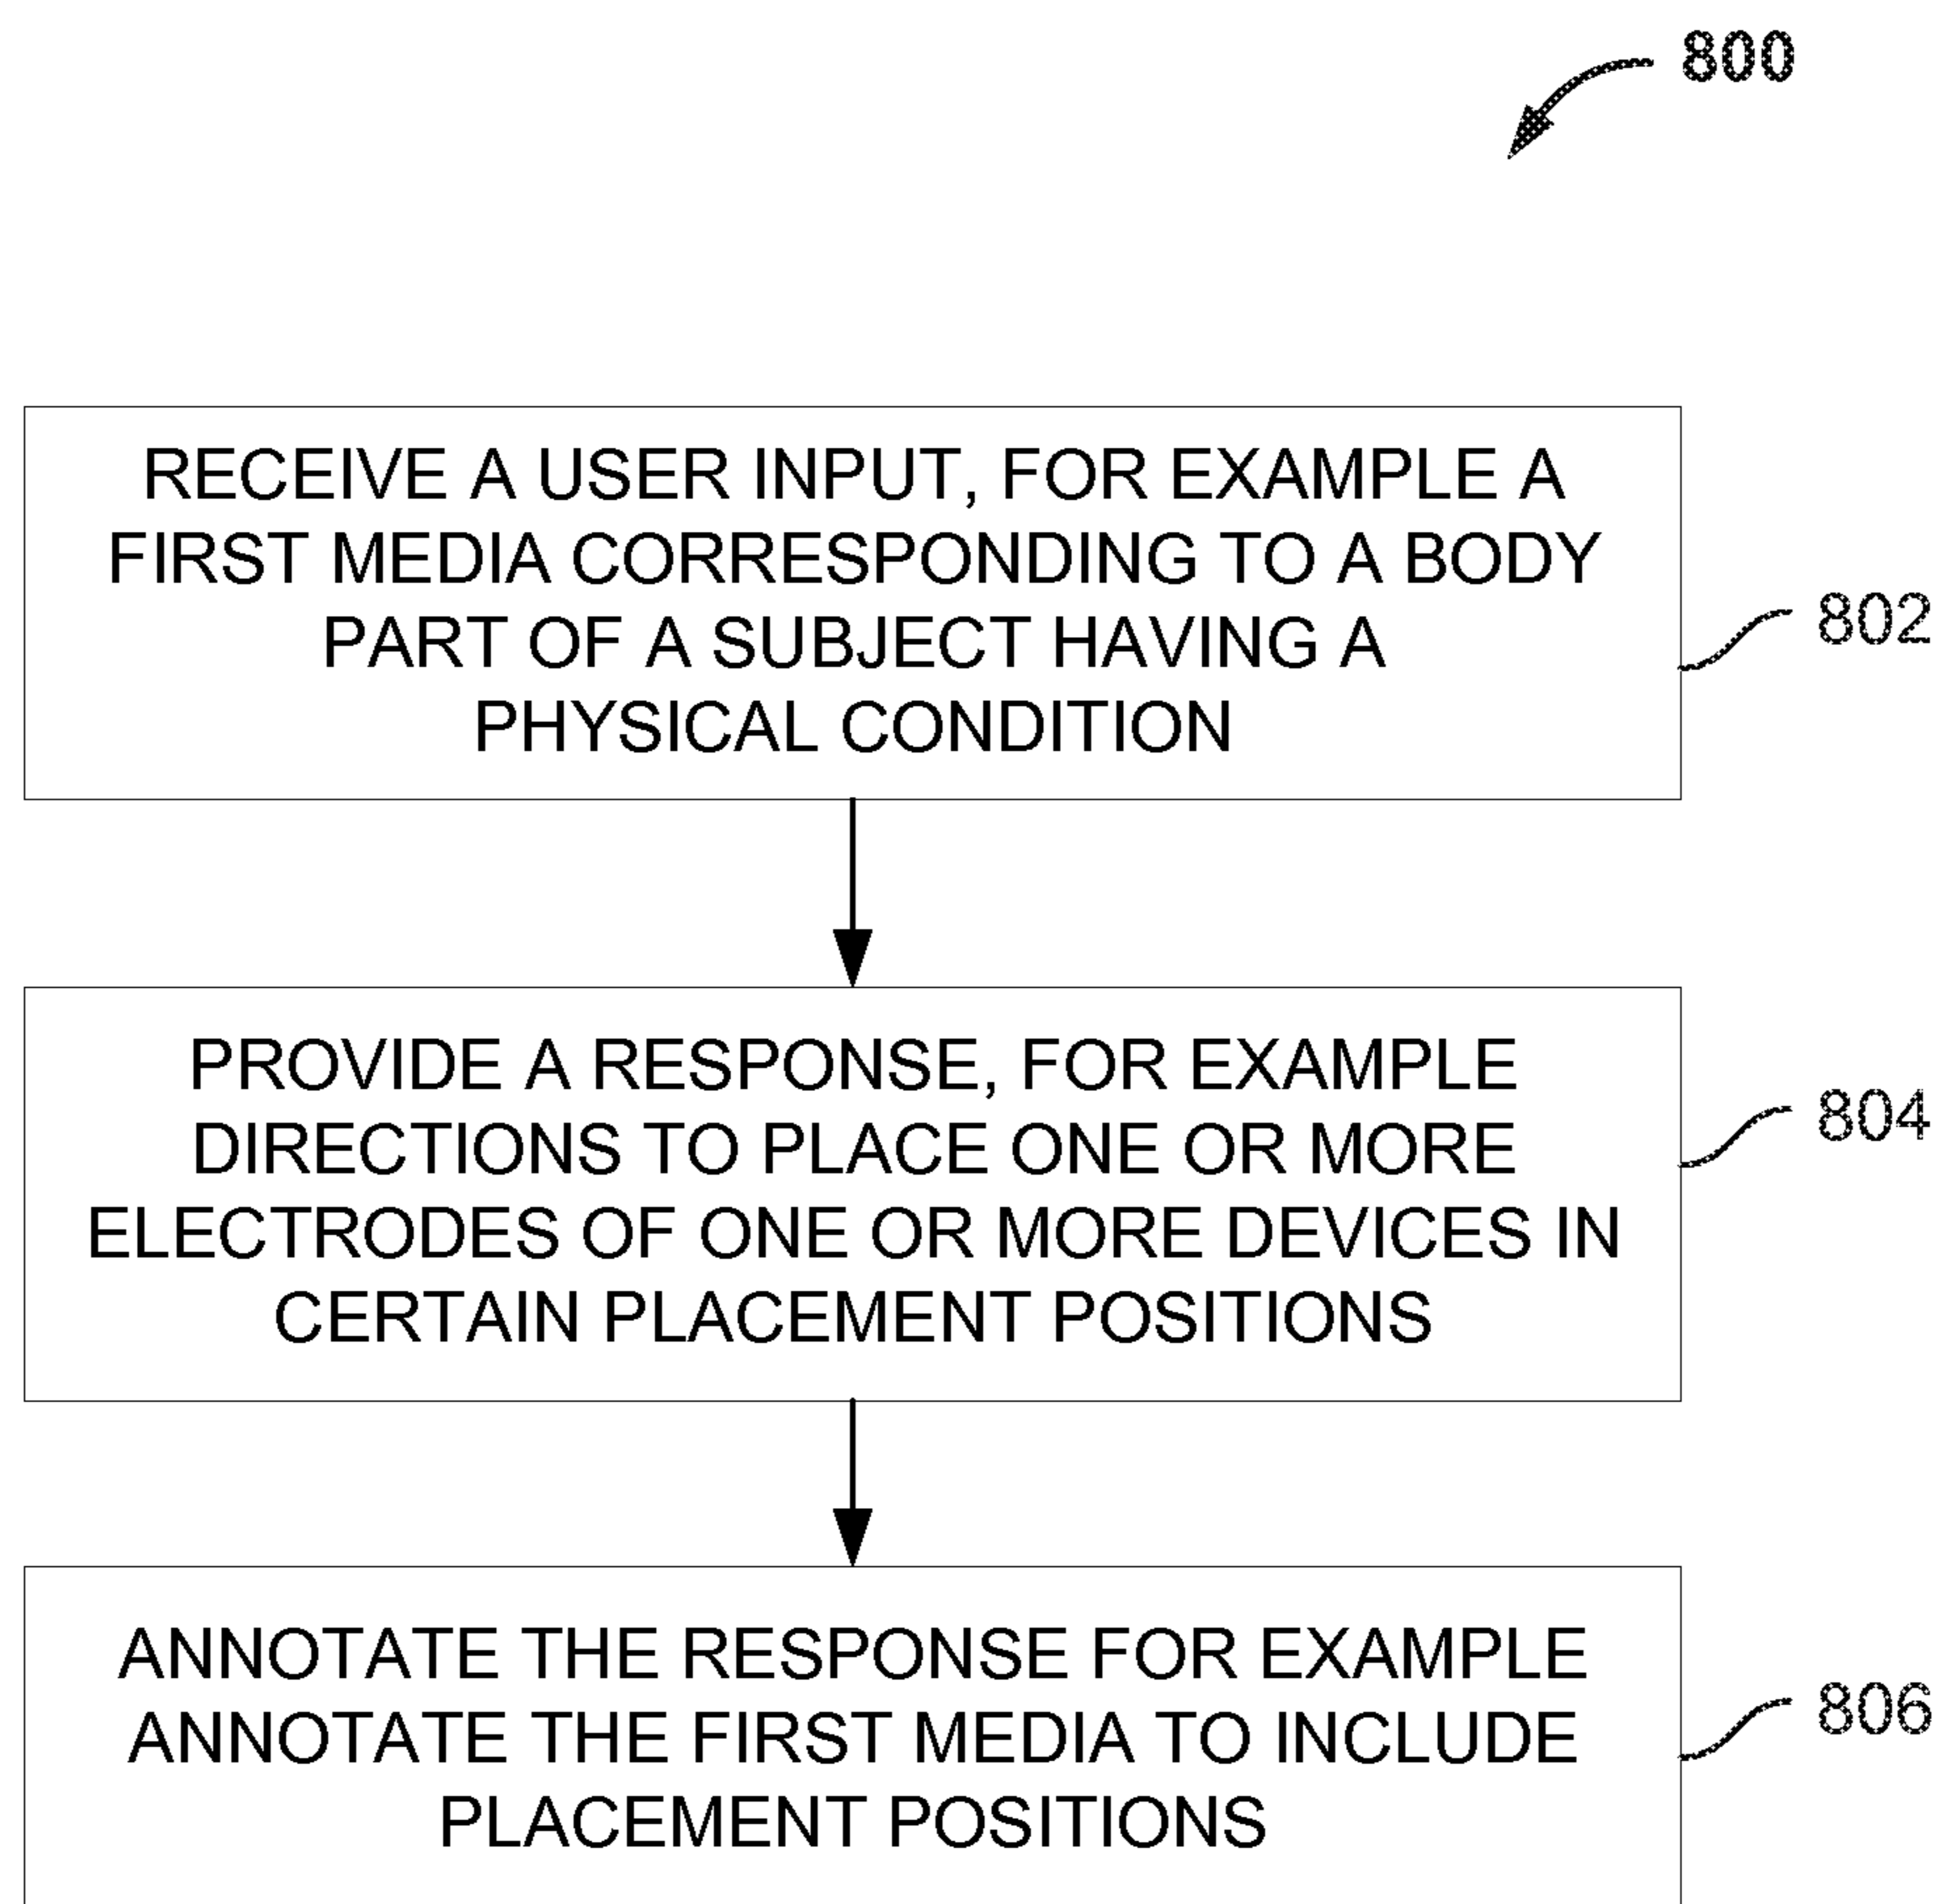 800
RECEIVE A USER INPUT, FOR EXAMPLE A
FIRST MEDIA CORRESPONDING TO A BODY
PART OF A SUBJECT HAVING A
PHYSICAL CONDITION
802
PROVIDE A RESPONSE, FOR EXAMPLE
DIRECTIONS TO PLACE ONE OR MORE
ELECTRODES OF ONE OR MORE DEVICES IN
CERTAIN PLACEMENT POSITIONS
804
ANNOTATE THE RESPONSE FOR EXAMPLE
ANNOTATE THE FIRST MEDIA TO INCLUDE
PLACEMENT POSITIONS
806